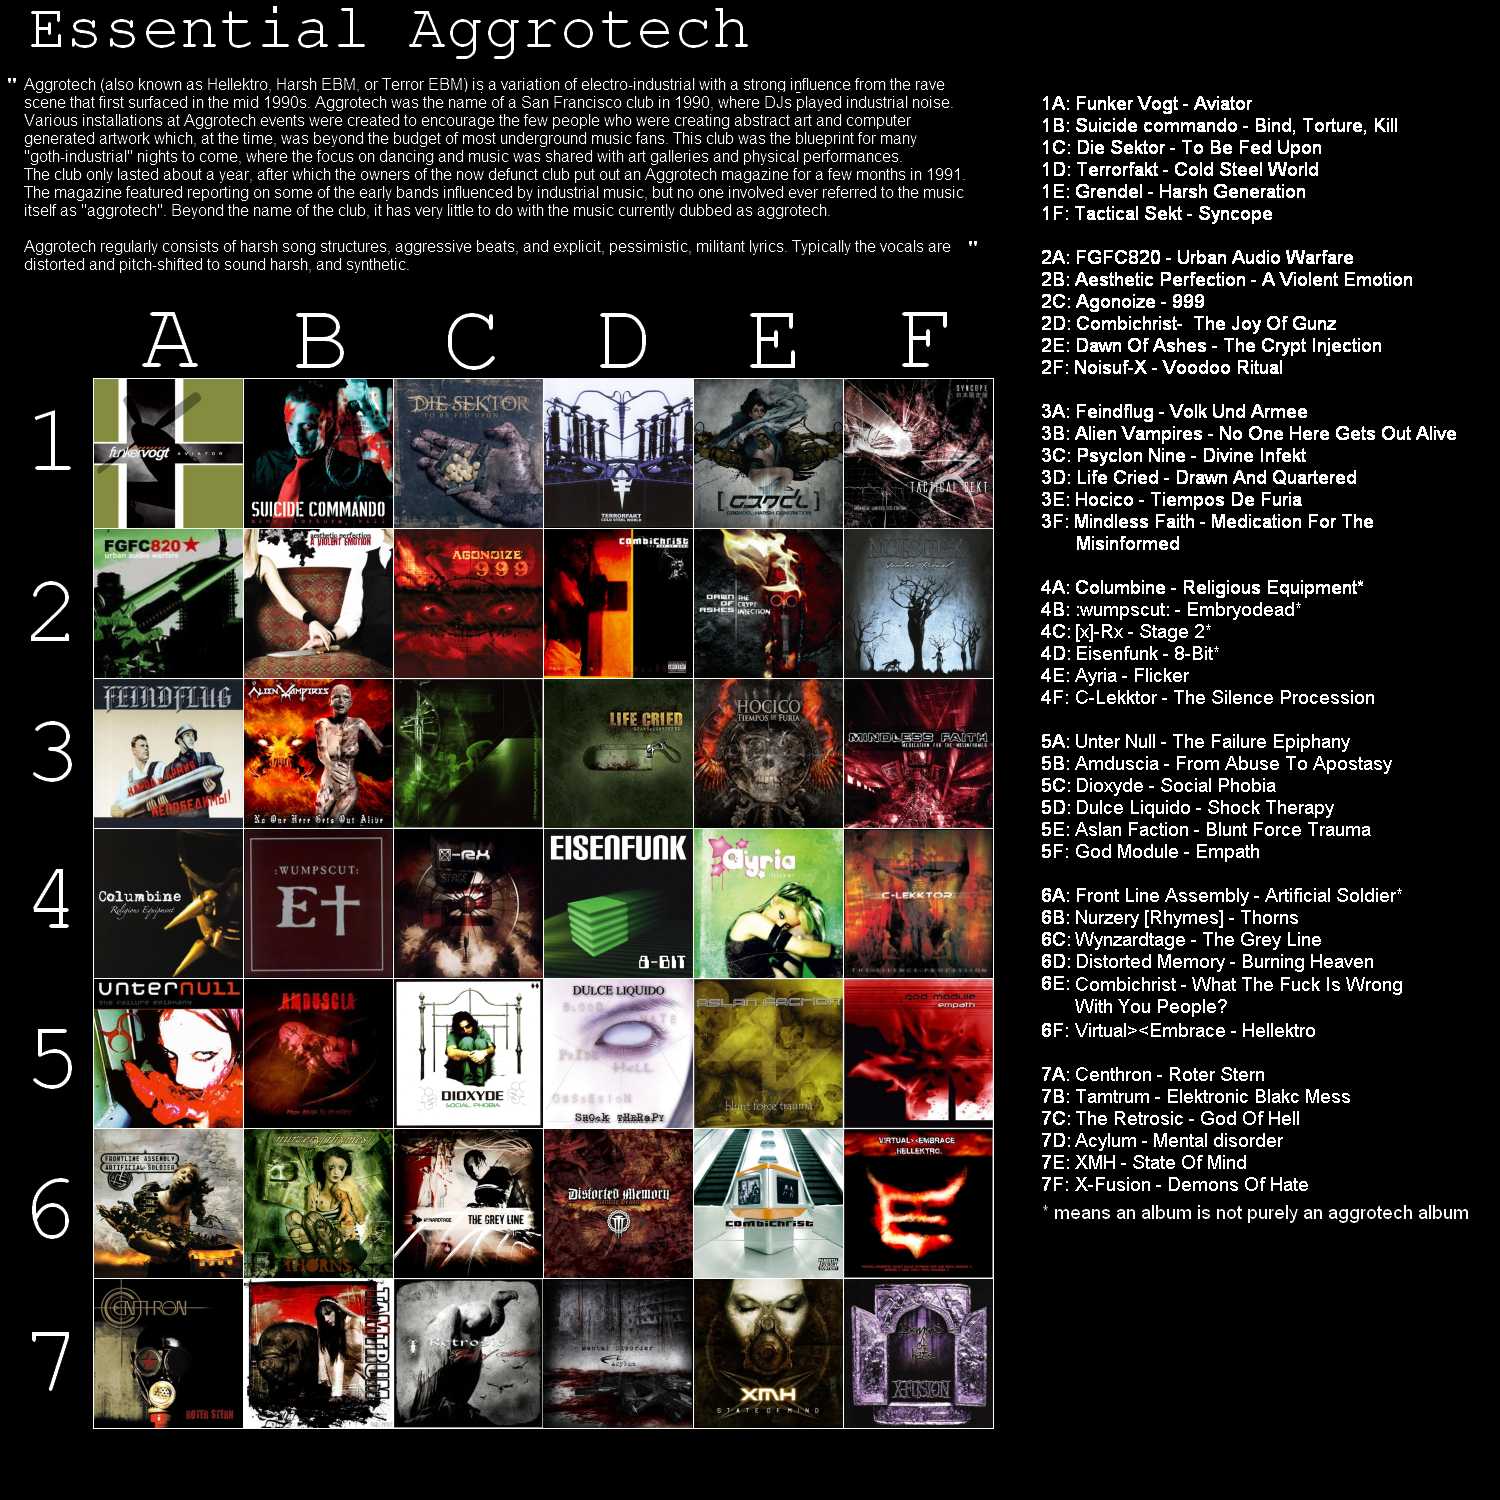 Essential Aggrotech
" Aggrotech (also known as Hellektro, Harsh EBM, or Terror EBM) is a variation of electro-industrial with a strong influence from the rave
scene that first surfaced in the mid 1990s. Aggrotech was the name of a San Francisco club in 1990, where DJs played industrial noise.
Various installations at Aggrotech events were created to encourage the few people who were creating abstract art and computer
generated artwork which, at the time, was beyond the budget of most underground music fans. This club was the blueprint for many
"goth-industrial" nights to come, where the focus on dancing and music was shared with art galleries and physical performances.
The club only lasted about a year, after which the owners of the now defunct club put out an Aggrotech magazine for a few months in 1991.
The magazine featured reporting on some of the early bands influenced by industrial music, but no one involved ever referred to the music
itself as "aggrotech". Beyond the name of the club, it has very little to do with the music currently dubbed as aggrotech.
Aggrotech regularly consists of harsh song structures, aggressive beats, and explicit, pessimistic, militant lyrics. Typically the vocals are "
distorted and pitch-shifted to sound harsh, and synthetic.
A B C D E F
1
funkervogt AVIATOR
SUICIDE COMMANDO
bind, torture, kill
DIE SEKTOR
TO BE FED UPON
TERRORFAKT
COLD STEEL WORLD
GRENDEL HARSH GENERATION
SYNCOPE
TACTICAL SEKT
2
FGFC820
urban audio warfare
aesthetic perfection
A VIOLENT EMOTION
AGONOIZE
999
combichrist
DAWN OF ASHES THE CRYPT INJECTION
Voodoo Ritual
3
FEINDFLUG
НЕПОБЕДИМЫ!
ALIEN VAMPIRES
No One Here Gets Out Alive
LIFE CRIED
HOCICO
TIEMPOS DE FURIA
MINDLESS FAITH
MEDICATION FOR THE MISINFORMED
4
Columbine
Religious Equipment
:WUMPSCUT:
E†
X-RX
STAGE 2
EISENFUNK
8-BIT
Ayria
C-LEKKTOR
THE SILENCE PROCESSION
5
unternull
the failure epiphany
AMDUSCIA
DIOXYDE
SOCIAL PHOBIA
DULCE LIQUIDO
SHOCK THERAPY
ASLAN FACTION
blunt force trauma
god module
empath
6
FRONTLINE ASSEMBLY
ARTIFICIAL SOLDIER
nurzery rhymes
THORNS
WYNARDTAGE THE GREY LINE
Distorted Memory
combichrist
VIRTUAL><EMBRACE
HELLEKTRO.
7
CENTHRON
ROTER STERN
TAMTRUM
Retrosic
Mental Disorder
acylum
XMH
STATE OF MIND
X-FUSION
1A: Funker Vogt - Aviator
1B: Suicide commando - Bind, Torture, Kill
1C: Die Sektor - To Be Fed Upon
1D: Terrorfakt - Cold Steel World
1E: Grendel - Harsh Generation
1F: Tactical Sekt - Syncope
2A: FGFC820 - Urban Audio Warfare
2B: Aesthetic Perfection - A Violent Emotion
2C: Agonoize - 999
2D: Combichrist- The Joy Of Gunz
2E: Dawn Of Ashes - The Crypt Injection
2F: Noisuf-X - Voodoo Ritual
3A: Feindflug - Volk Und Armee
3B: Alien Vampires - No One Here Gets Out Alive
3C: Psyclon Nine - Divine Infekt
3D: Life Cried - Drawn And Quartered
3E: Hocico - Tiempos De Furia
3F: Mindless Faith - Medication For The
Misinformed
4A: Columbine - Religious Equipment*
4B: :wumpscut: - Embryodead*
4C: [x]-Rx - Stage 2*
4D: Eisenfunk - 8-Bit*
4E: Ayria - Flicker
4F: C-Lekktor - The Silence Procession
5A: Unter Null - The Failure Epiphany
5B: Amduscia - From Abuse To Apostasy
5C: Dioxyde - Social Phobia
5D: Dulce Liquido - Shock Therapy
5E: Aslan Faction - Blunt Force Trauma
5F: God Module - Empath
6A: Front Line Assembly - Artificial Soldier*
6B: Nurzery [Rhymes] - Thorns
6C: Wynzardtage - The Grey Line
6D: Distorted Memory - Burning Heaven
6E: Combichrist - What The Fuck Is Wrong
With You People?
6F: Virtual><Embrace - Hellektro
7A: Centhron - Roter Stern
7B: Tamtrum - Elektronic Blakc Mess
7C: The Retrosic - God Of Hell
7D: Acylum - Mental disorder
7E: XMH - State Of Mind
7F: X-Fusion - Demons Of Hate
* means an album is not purely an aggrotech album